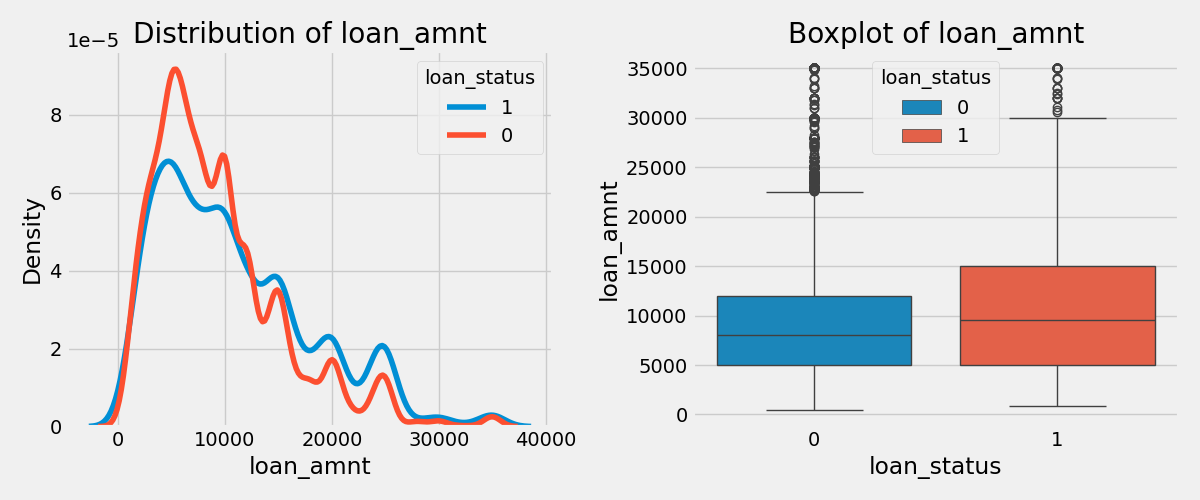 Distribution of loan_amnt
1e−5
loan_status
1
0
8
6
4
2
0
Density
0
10000
20000
30000
40000
loan_amnt
Boxplot of loan_amnt
loan_status
0
1
35000
30000
25000
20000
15000
10000
5000
0
loan_amnt
0
1
loan_status